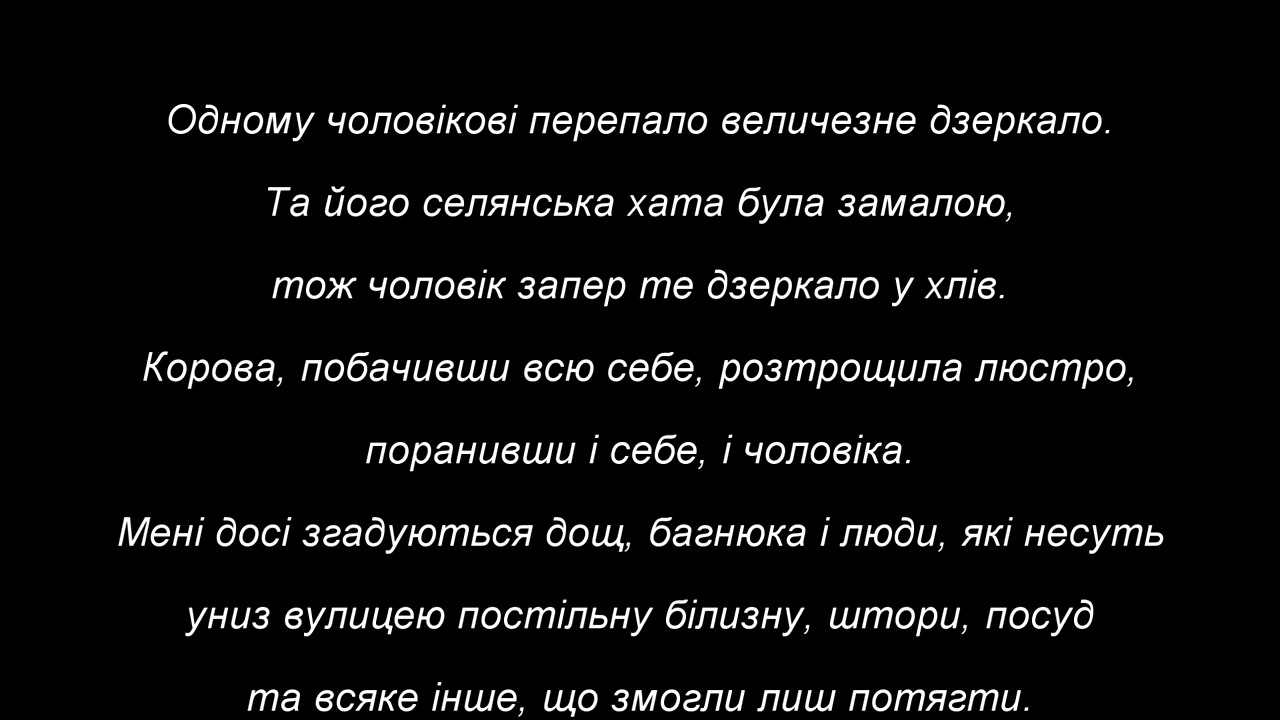 Одному чоловікові перепало величезне дзеркало.
Та його селянська хата була замалою,
тож чоловік запер те дзеркало у хлів.
Корова, побачивши всю себе, розтрощила люстро,
поранивши і себе, і чоловіка.
Мені досі згадуються дощ, багнюка і люди, які несуть
униз вулицею постільну білизну, штори, посуд
та всяке інше, що змогли лиш потягти.